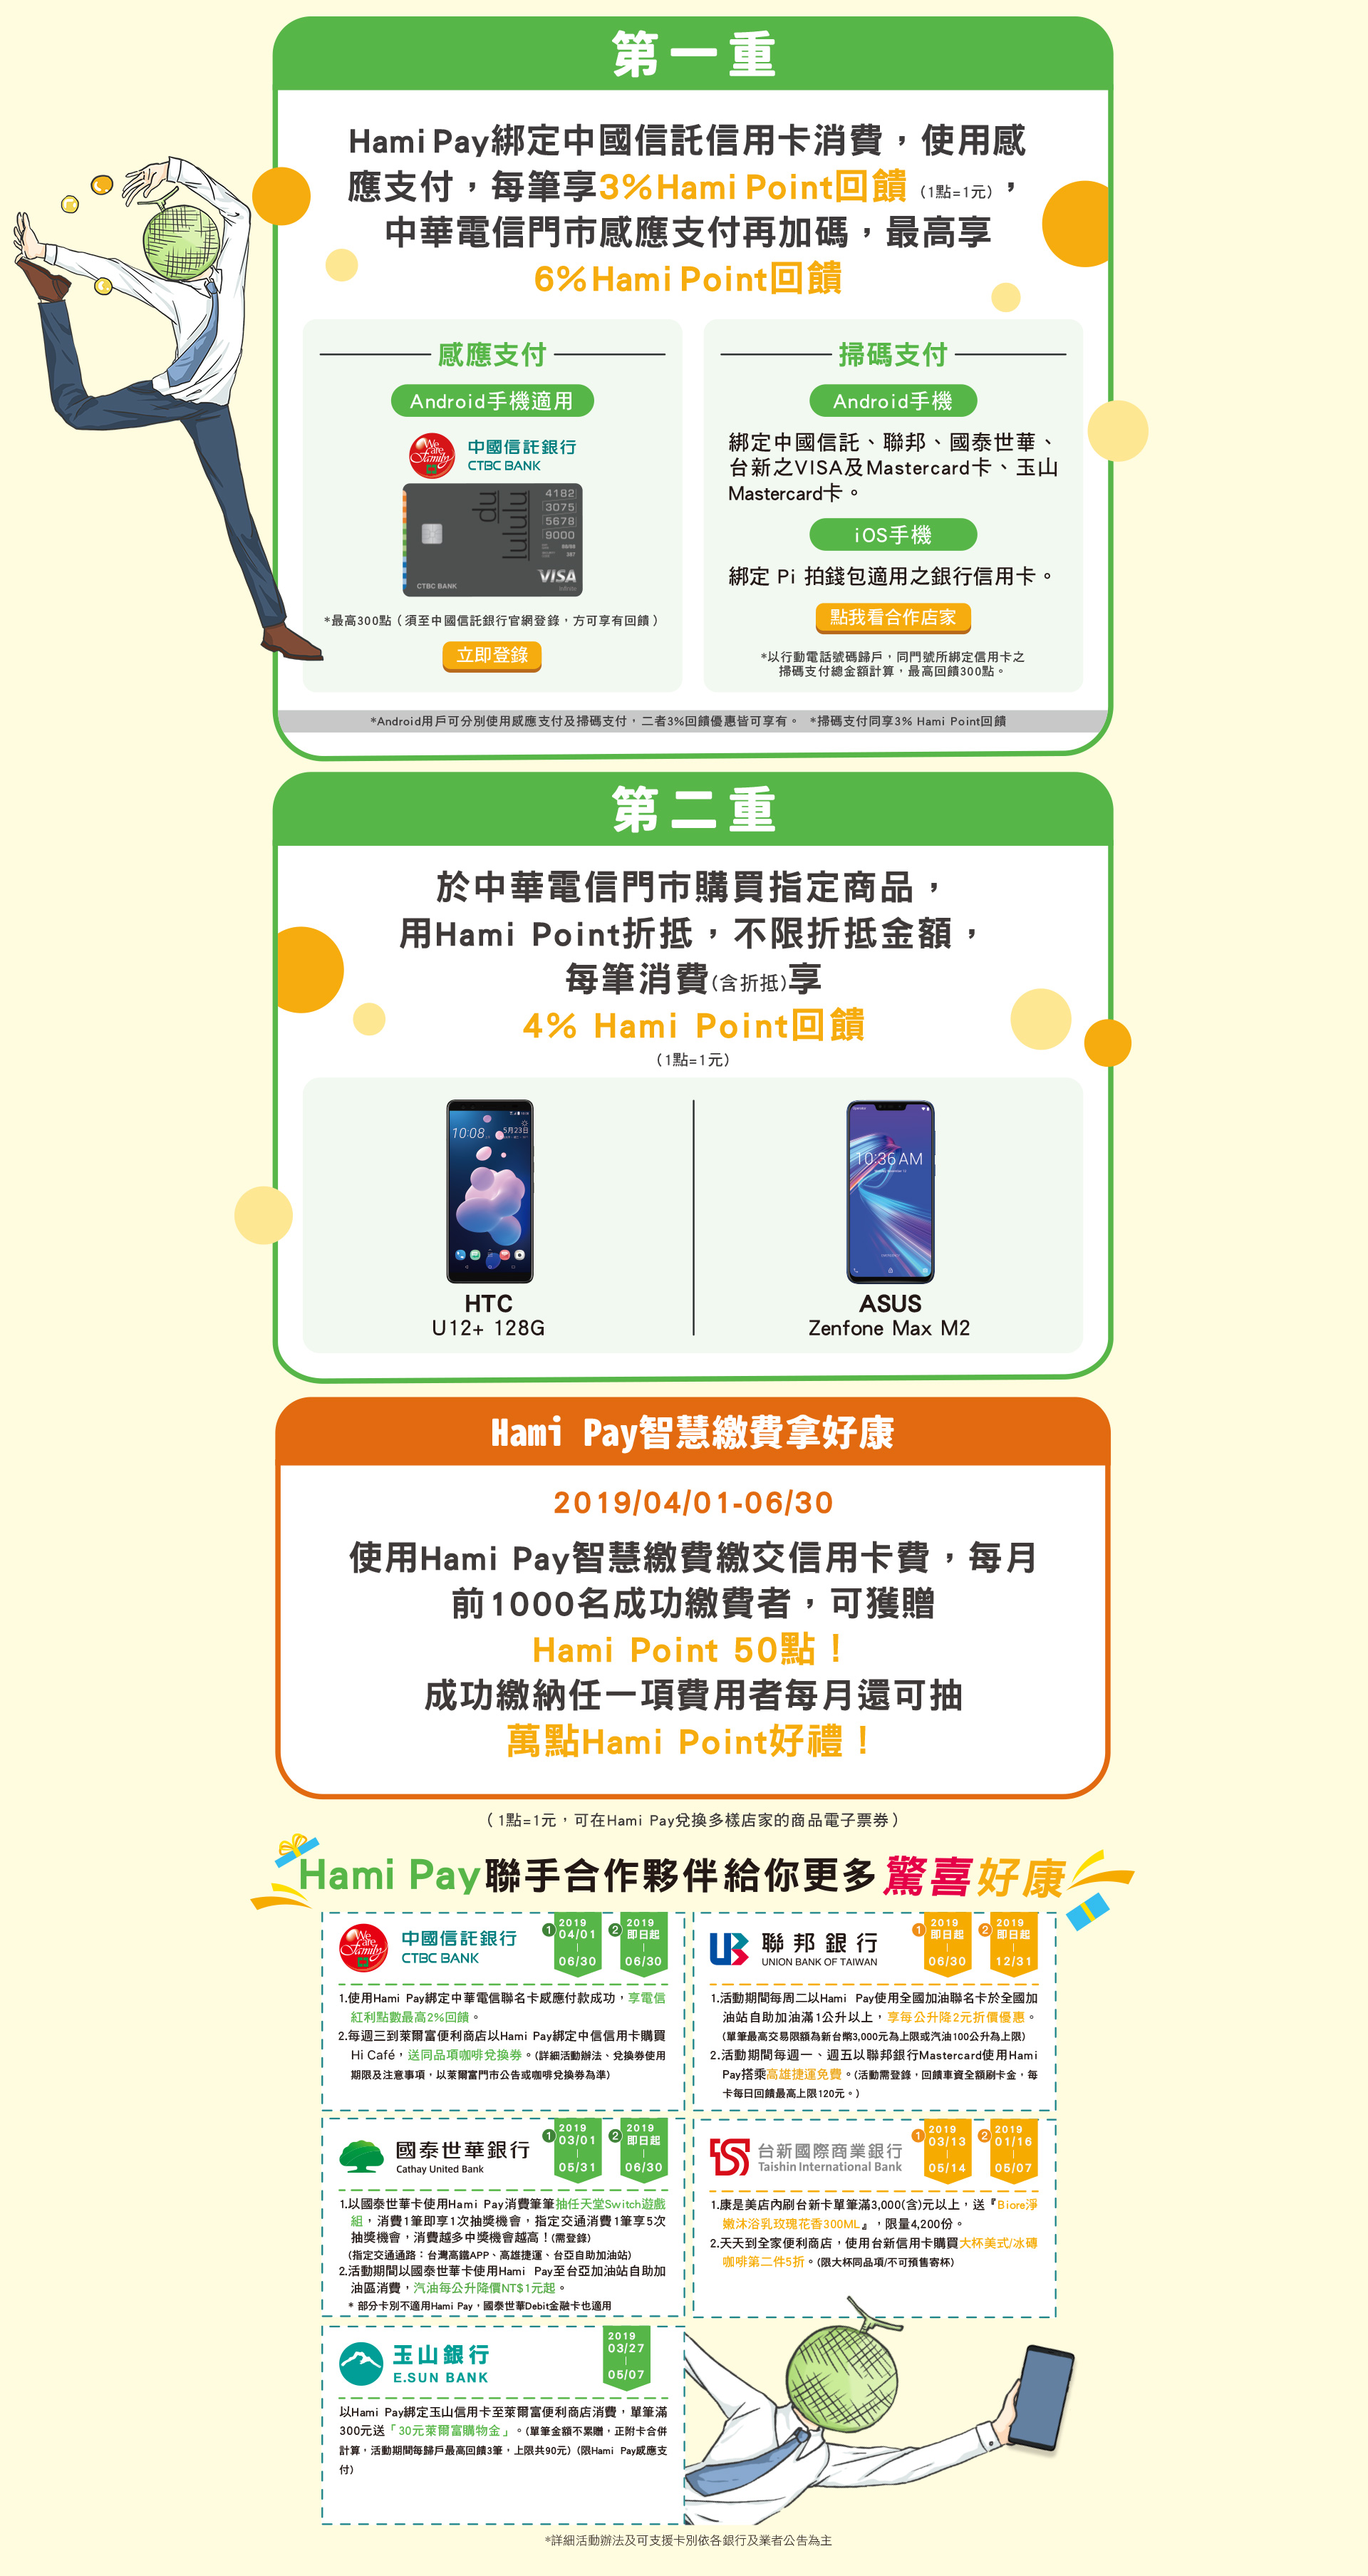 第一重
Hami Pay綁定中國信託信用卡消費，使用感
應支付，每筆享3%Hami Point回饋（1點=1元），
中華電信門市感應支付再加碼，最高享
6%Hami Point回饋
感應支付
Android手機適用
We are Family
中國信託銀行
CTBC BANK
du
lululu
4182
3075
5678
9000
VISA
CTBC BANK
*最高300點（須至中國信託銀行官網登錄，方可享有回饋）
立即登錄
掃碼支付
Android手機
綁定中國信託、聯邦、國泰世華、
台新之VISA及Mastercard卡、玉山
Mastercard卡。
iOS手機
綁定 Pi 拍錢包適用之銀行信用卡。
點我看合作店家
*以行動電話號碼歸戶，同門號所綁定信用卡之
掃碼支付總金額計算，最高回饋300點。
*Android用戶可分別使用感應支付及掃碼支付，二者3%回饋優惠皆可享有。 *掃碼支付同享3% Hami Point回饋
第二重
於中華電信門市購買指定商品，
用Hami Point折抵，不限折抵金額，
每筆消費(含折抵)享
4% Hami Point回饋
（1點=1元）
10:08
5月23日
HTC
U12+ 128G
10:36 AM
ASUS
Zenfone Max M2
Hami Pay智慧繳費拿好康
2019/04/01-06/30
使用Hami Pay智慧繳費繳交信用卡費，每月
前1000名成功繳費者，可獲贈
Hami Point 50點！
成功繳納任一項費用者每月還可抽
萬點Hami Point好禮！
（1點=1元，可在Hami Pay兌換多樣店家的商品電子票券）
Hami Pay聯手合作夥伴給你更多驚喜好康
We are Family
中國信託銀行
CTBC BANK
1 2019 04/01 | 06/30
2 2019 即日起 | 06/30
1.使用Hami Pay綁定中華電信聯名卡感應付款成功，享電信
紅利點數最高2%回饋。
2.每週三到萊爾富便利商店以Hami Pay綁定中信信用卡購買
Hi Café，送同品項咖啡兌換券。(詳細活動辦法、兌換券使用
期限及注意事項，以萊爾富門市公告或咖啡兌換券為準)
聯邦銀行
UNION BANK OF TAIWAN
1 2019 即日起 | 06/30
2 2019 即日起 | 12/31
1.活動期間每周二以Hami Pay使用全國加油聯名卡於全國加
油站自助加油滿1公升以上，享每公升降2元折價優惠。
(單筆最高交易限額為新台幣3,000元為上限或汽油100公升為上限)
2.活動期間每週一、週五以聯邦銀行Mastercard使用Hami
Pay搭乘高雄捷運免費。(活動需登錄，回饋車資全額刷卡金，每
卡每日回饋最高上限120元。)
國泰世華銀行
Cathay United Bank
1 2019 03/01 | 05/31
2 2019 即日起 | 06/30
1.以國泰世華卡使用Hami Pay消費筆筆抽任天堂Switch遊戲
組，消費1筆即享1次抽獎機會，指定交通消費1筆享5次
抽獎機會，消費越多中獎機會越高！(需登錄)
(指定交通通路：台灣高鐵APP、高雄捷運、台亞自助加油站)
2.活動期間以國泰世華卡使用Hami Pay至台亞加油站自助加
油區消費，汽油每公升降價NT$1元起。
* 部分卡別不適用Hami Pay，國泰世華Debit金融卡也適用
台新國際商業銀行
Taishin International Bank
1 2019 03/13 | 05/14
2 2019 01/16 | 05/07
1.康是美店內刷台新卡單筆滿3,000(含)元以上，送『Biore淨
嫩沐浴乳玫瑰花香300ML』，限量4,200份。
2.天天到全家便利商店，使用台新信用卡購買大杯美式/冰磚
咖啡第二件5折。(限大杯同品項/不可預售寄杯)
玉山銀行
E.SUN BANK
2019 03/27 | 05/07
以Hami Pay綁定玉山信用卡至萊爾富便利商店消費，單筆滿
300元送「30元萊爾富購物金」。(單筆金額不累贈，正附卡合併
計算，活動期間每歸戶最高回饋3筆，上限共90元) (限Hami Pay感應支
付)
*詳細活動辦法及可支援卡別依各銀行及業者公告為主